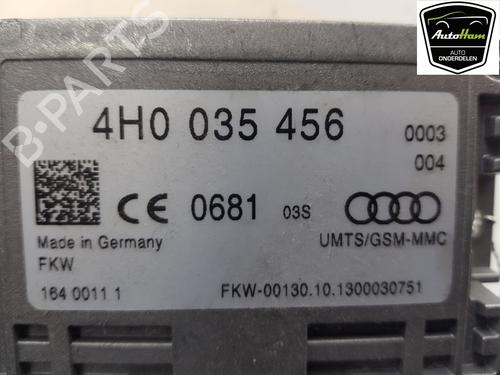 AutoHam
AUTO
ONDERDELEN
B-PARTS
4H0 035 456
0003
004
CE 0681 03S
Made in Germany
UMTS/GSM-MMC
FKW
164 0011 1
FKW-00130.10.1300030751